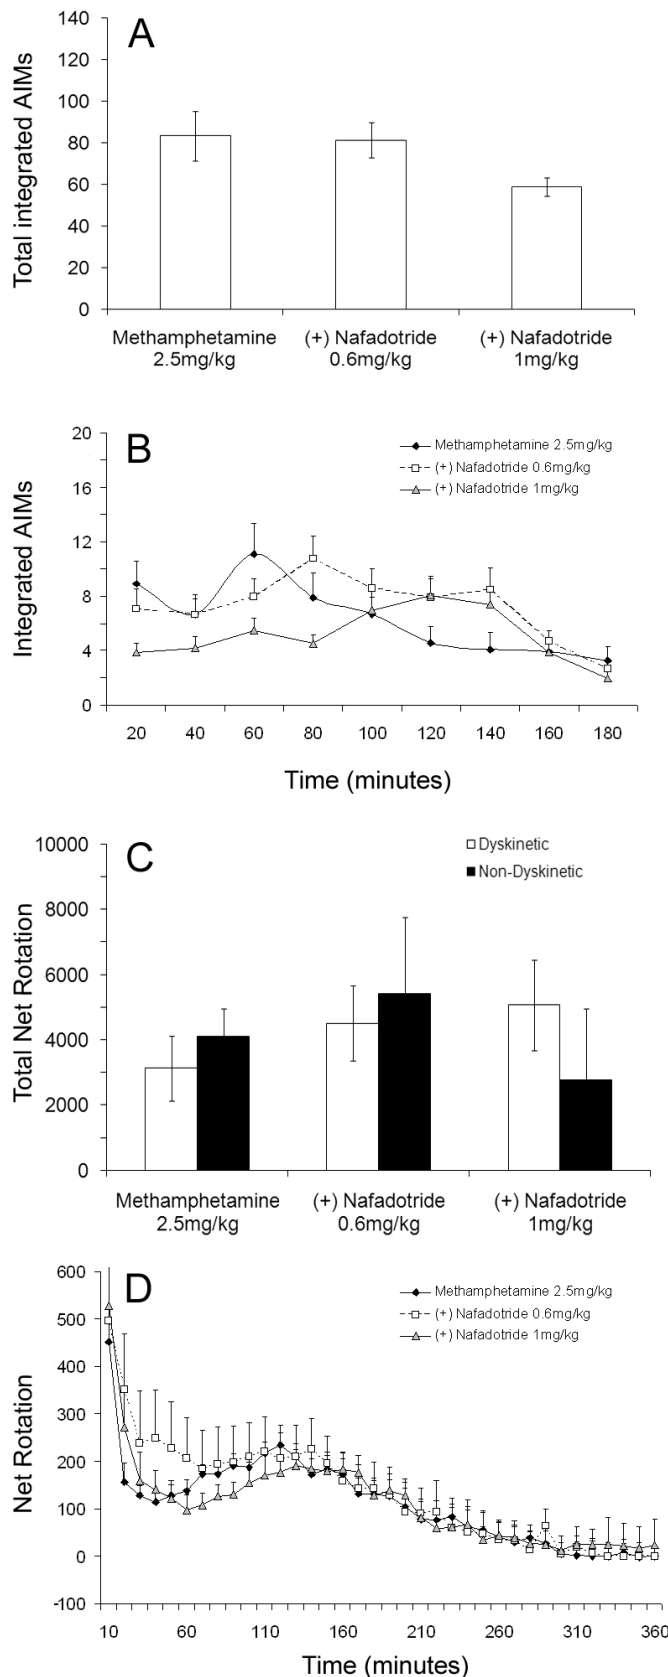 A
Total integrated AIMs
140
120
100
80
60
40
20
0
Methamphetamine (+) Nafadotride (+) Nafadotride
2.5mg/kg 0.6mg/kg 1mg/kg
B
Integrated AIMs
20
16
12
8
4
0
Methamphetamine 2.5mg/kg
(+) Nafadotride 0.6mg/kg
(+) Nafadotride 1mg/kg
20 40 60 80 100 120 140 160 180
Time (minutes)
C
Total Net Rotation
10000
8000
6000
4000
2000
0
Dyskinetic
Non-Dyskinetic
Methamphetamine (+) Nafadotride (+) Nafadotride
2.5mg/kg 0.6mg/kg 1mg/kg
D
Net Rotation
600
500
400
300
200
100
0
-100
Methamphetamine 2.5mg/kg
(+) Nafadotride 0.6mg/kg
(+) Nafadotride 1mg/kg
10 60 110 160 210 260 310 360
Time (minutes)